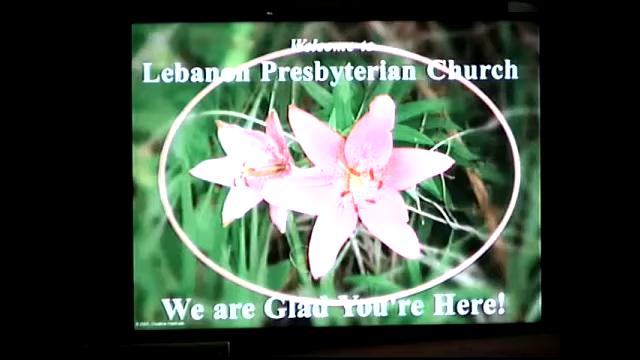 Welcome to
Lebanon Presbyterian Church
We are Glad You're Here!